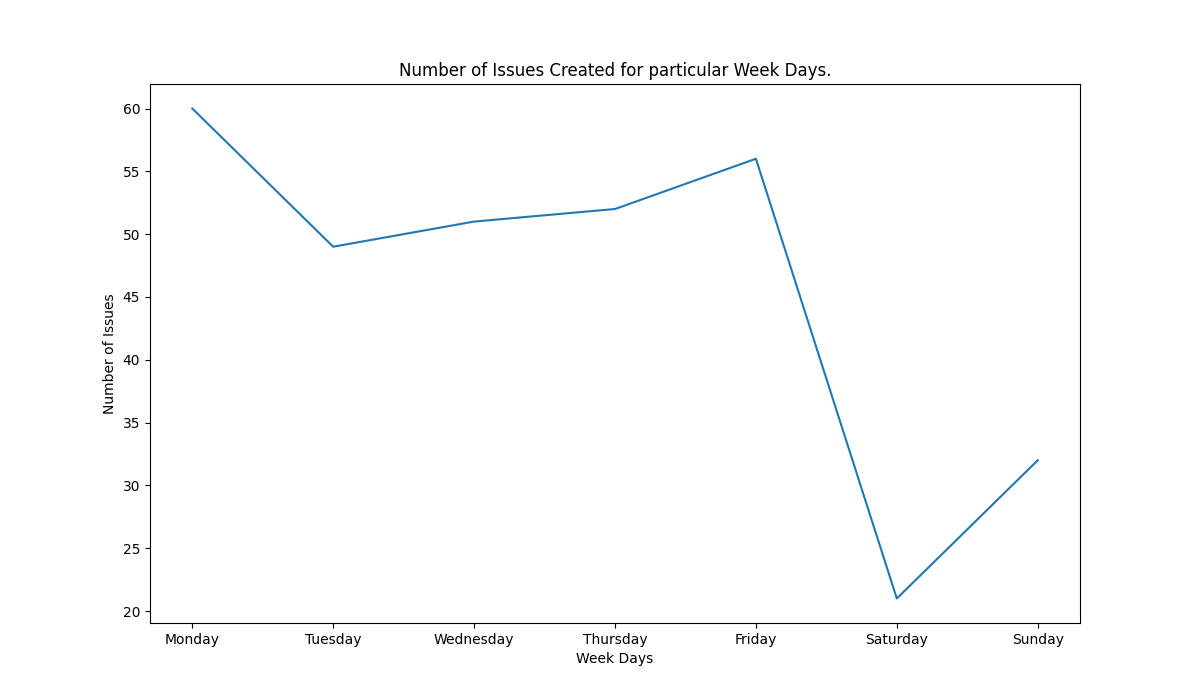 Number of Issues Created for particular Week Days.
60
55
50
45
40
35
30
25
20
Number of Issues
Monday Tuesday Wednesday Thursday Friday Saturday Sunday
Week Days